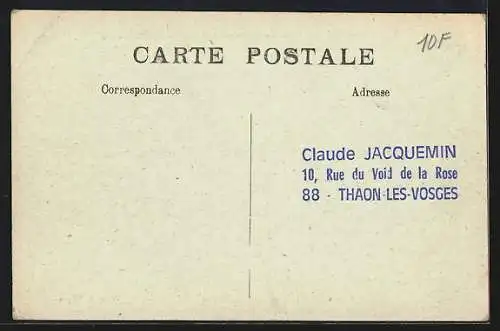 10F
CARTE POSTALE
Correspondance
Adresse
Claude JACQUEMIN
10, Rue du Void de la Rose
88 - THAON-LES-VOSGES